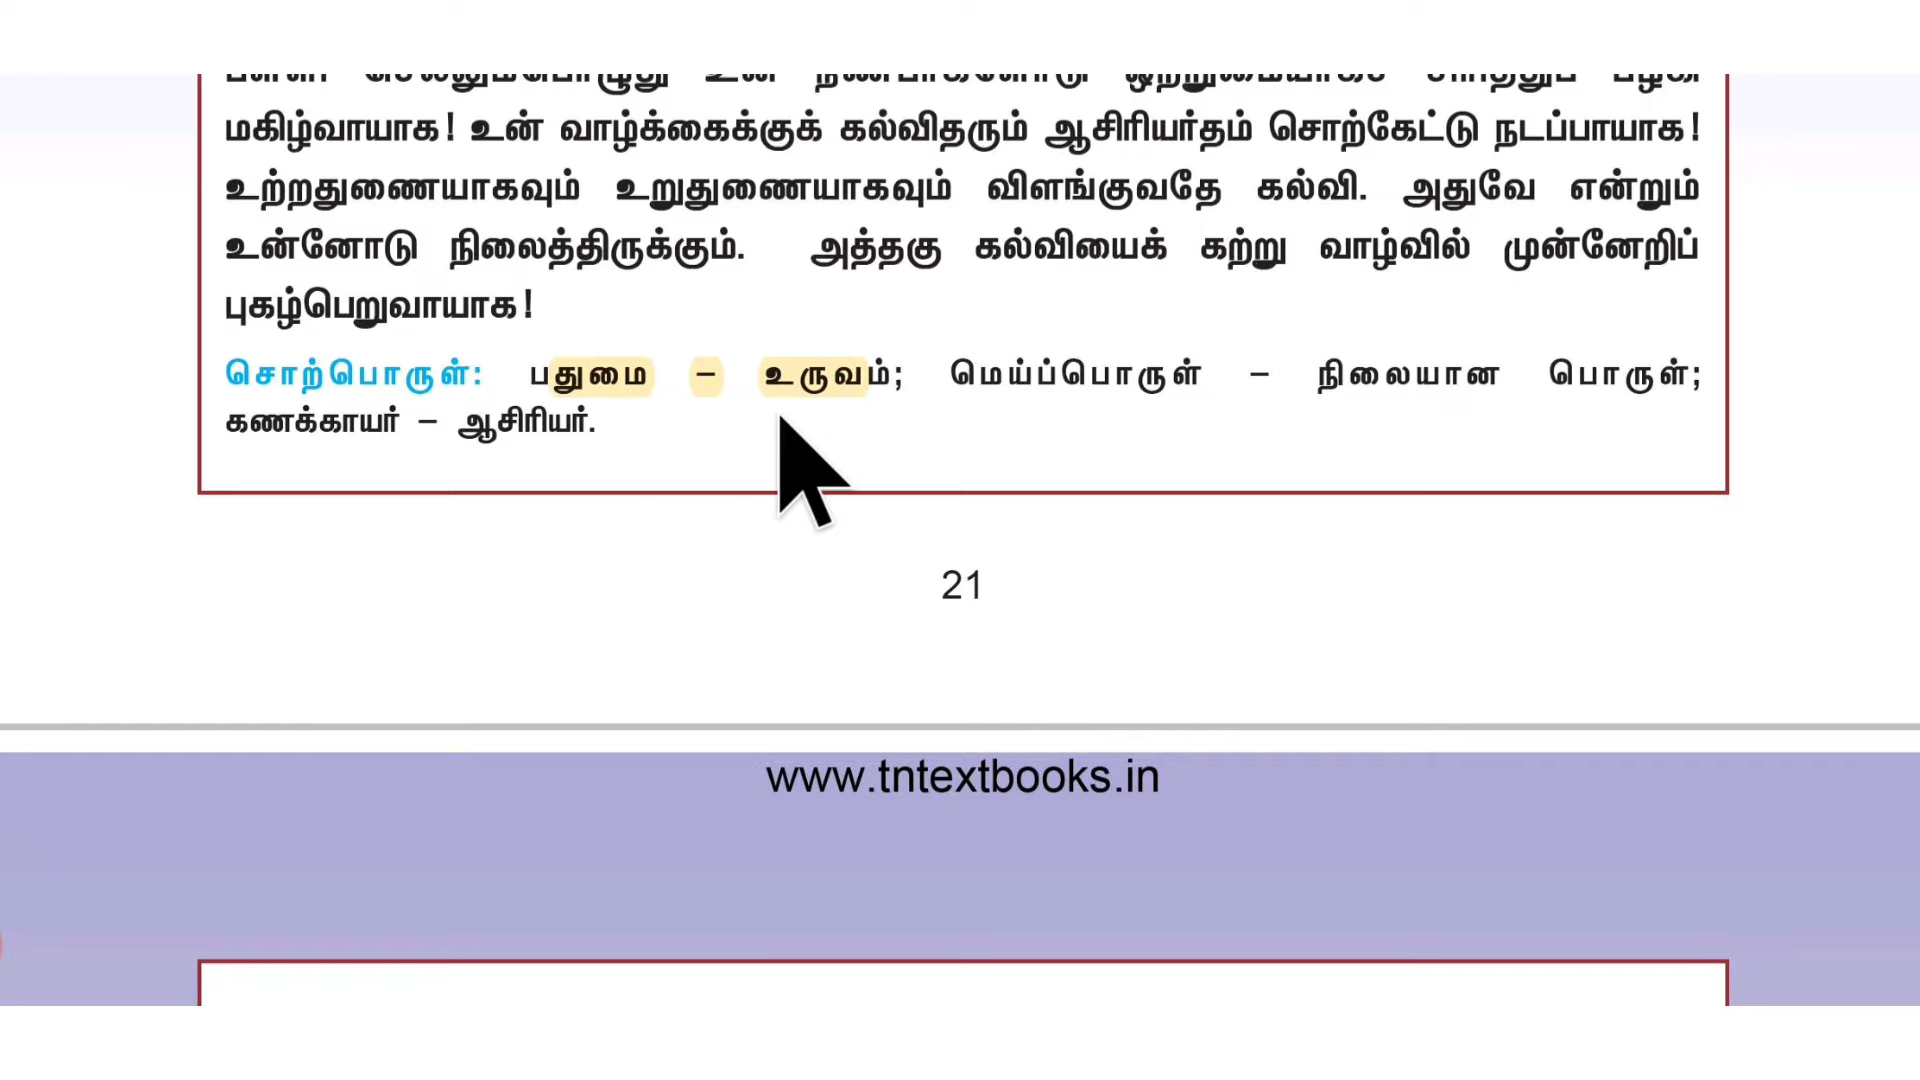 மகிழ்வாயாக! உன் வாழ்க்கைக்குக் கல்விதரும் ஆசிரியர்தம் சொற்கேட்டு நடப்பாயாக!
உற்றதுணையாகவும் உறுதுணையாகவும் விளங்குவதே கல்வி. அதுவே என்றும்
உன்னோடு நிலைத்திருக்கும். அத்தகு கல்வியைக் கற்று வாழ்வில் முன்னேறிப்
புகழ்பெறுவாயாக!
சொற்பொருள்: பதுமை – உருவம்; மெய்ப்பொருள் – நிலையான பொருள்;
கணக்காயர் – ஆசிரியர்.
21
www.tntextbooks.in